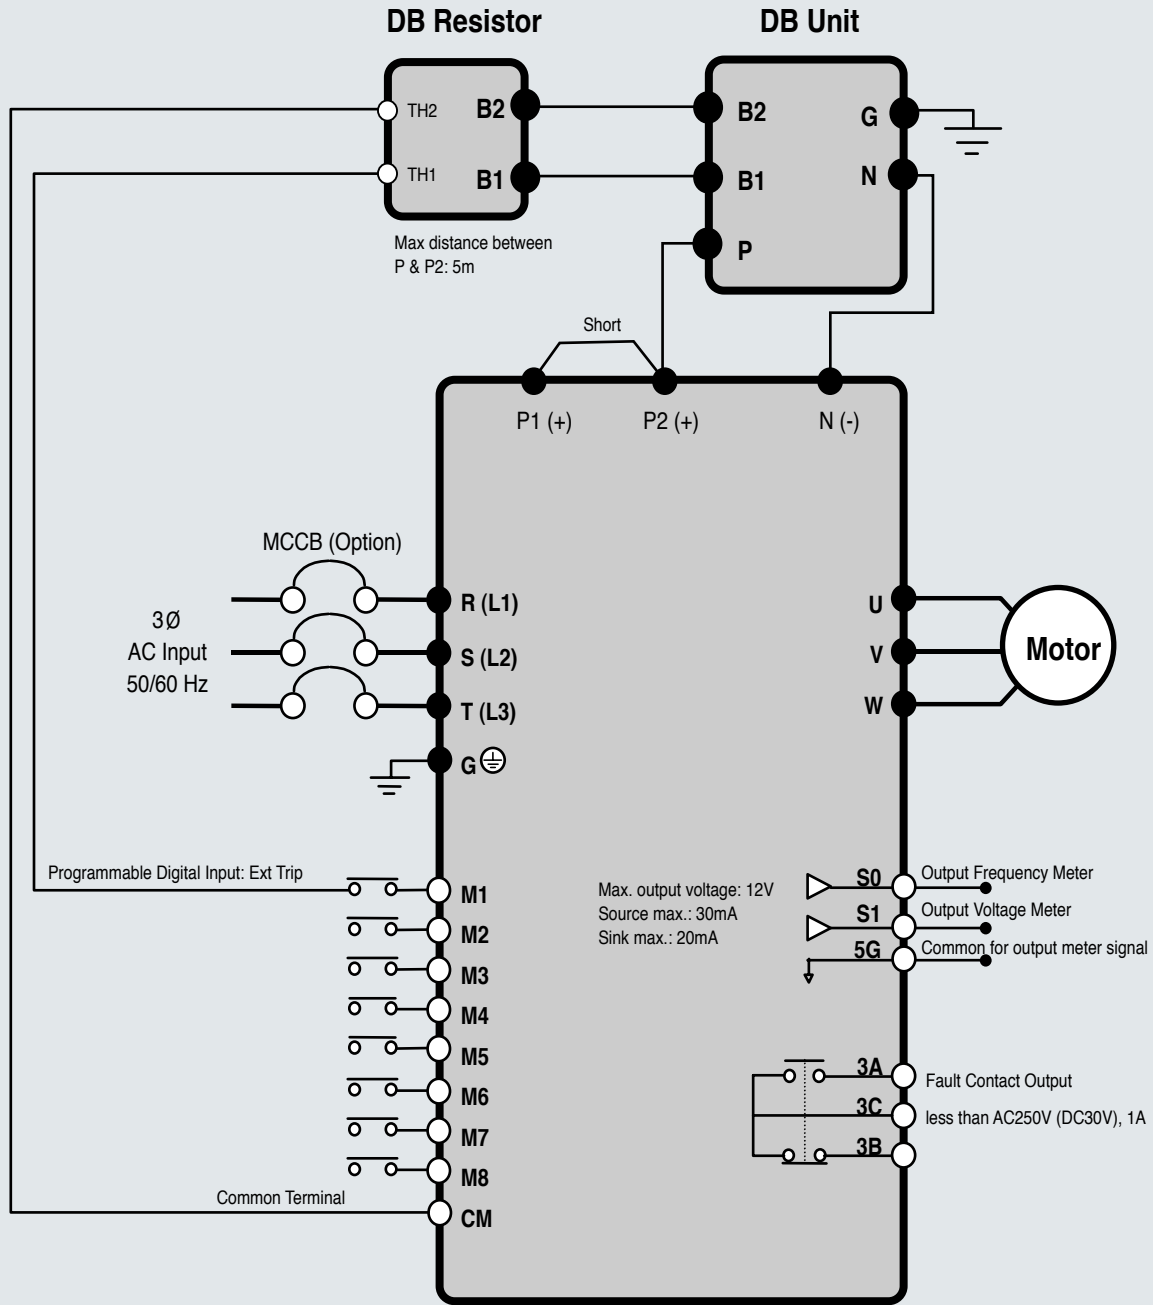 DB Resistor
DB Unit
TH2
B2
TH1
B1
B2
G
B1
N
P
Max distance between
P & P2: 5m
Short
P1 (+)
P2 (+)
N (-)
MCCB (Option)
3Ø
AC Input
50/60 Hz
R (L1)
S (L2)
T (L3)
G
U
V
W
Motor
Programmable Digital Input: Ext Trip
M1
M2
M3
M4
M5
M6
M7
M8
Common Terminal
CM
Max. output voltage: 12V
Source max.: 30mA
Sink max.: 20mA
S0
Output Frequency Meter
S1
Output Voltage Meter
5G
Common for output meter signal
3A
Fault Contact Output
3C
less than AC250V (DC30V), 1A
3B